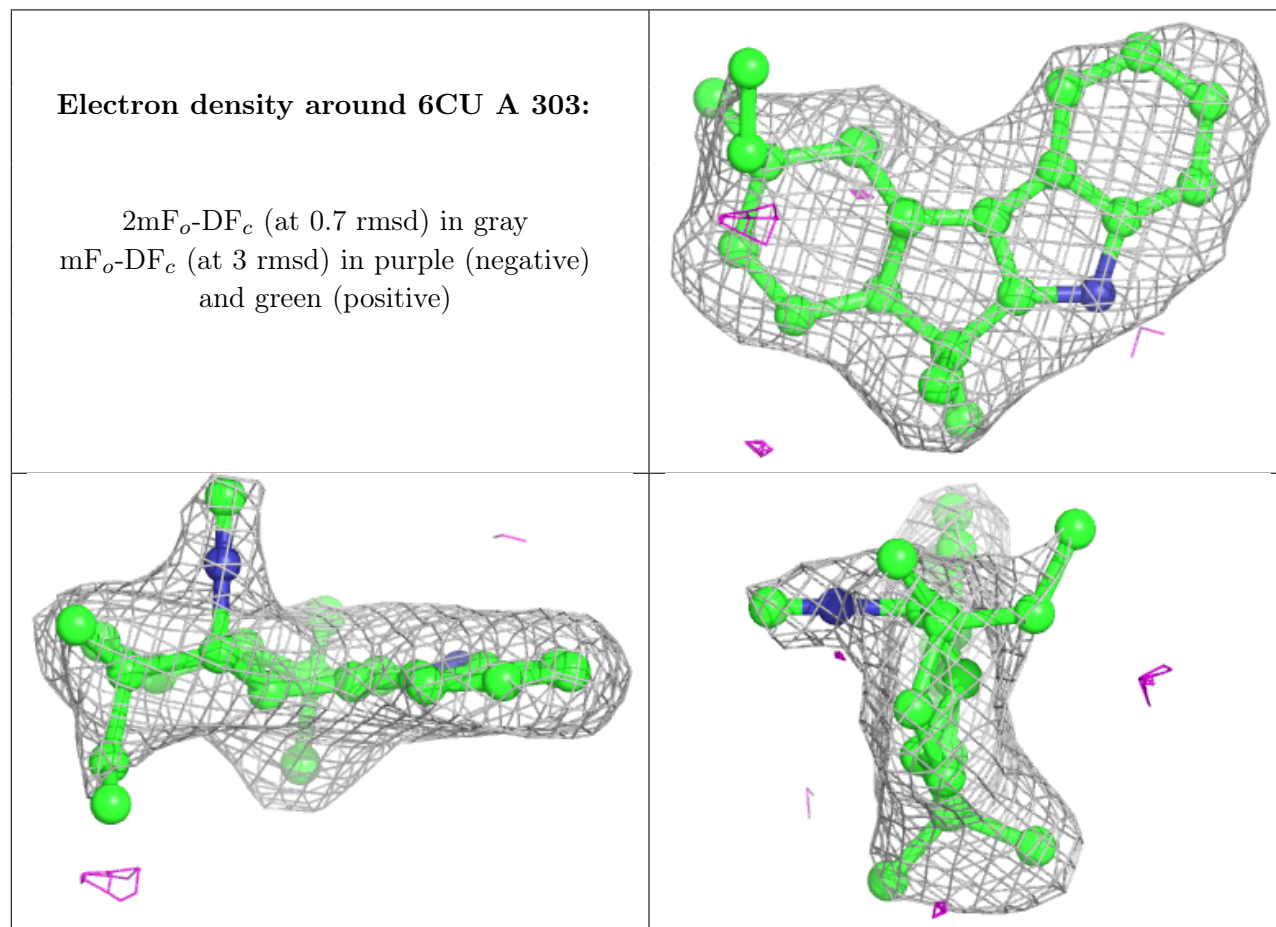 Electron density around 6CU A 303:
2mFₒ-DF𝒸 (at 0.7 rmsd) in gray
mFₒ-DF𝒸 (at 3 rmsd) in purple (negative)
and green (positive)